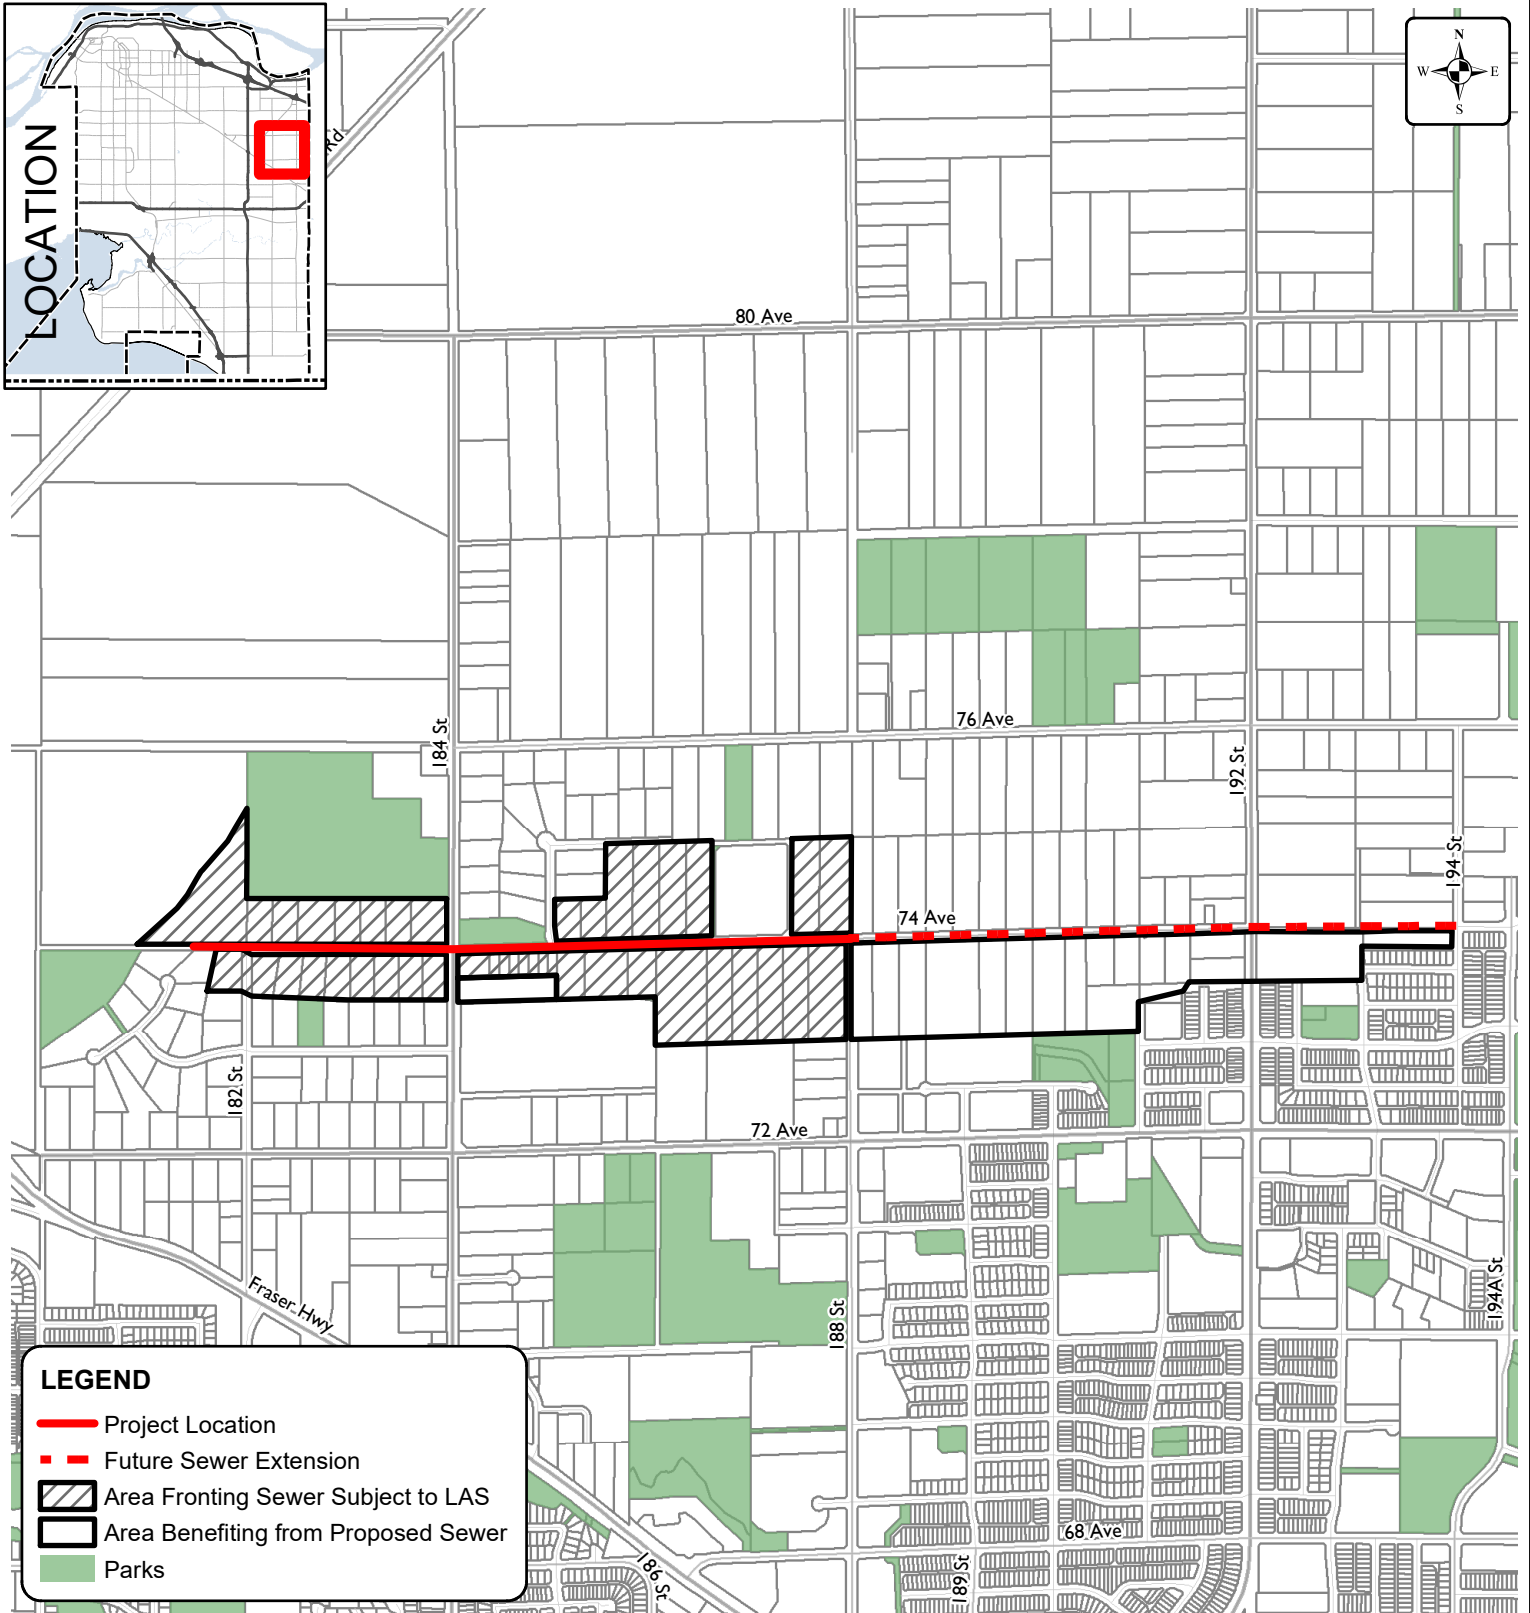 LOCATION
N
W
E
S
Rd
80 Ave
184 St
76 Ave
192 St
194 St
74 Ave
182 St
72 Ave
Fraser Hwy
188 St
194A St
LEGEND
Project Location
Future Sewer Extension
Area Fronting Sewer Subject to LAS
Area Benefiting from Proposed Sewer
Parks
68 Ave
186 St
189 St